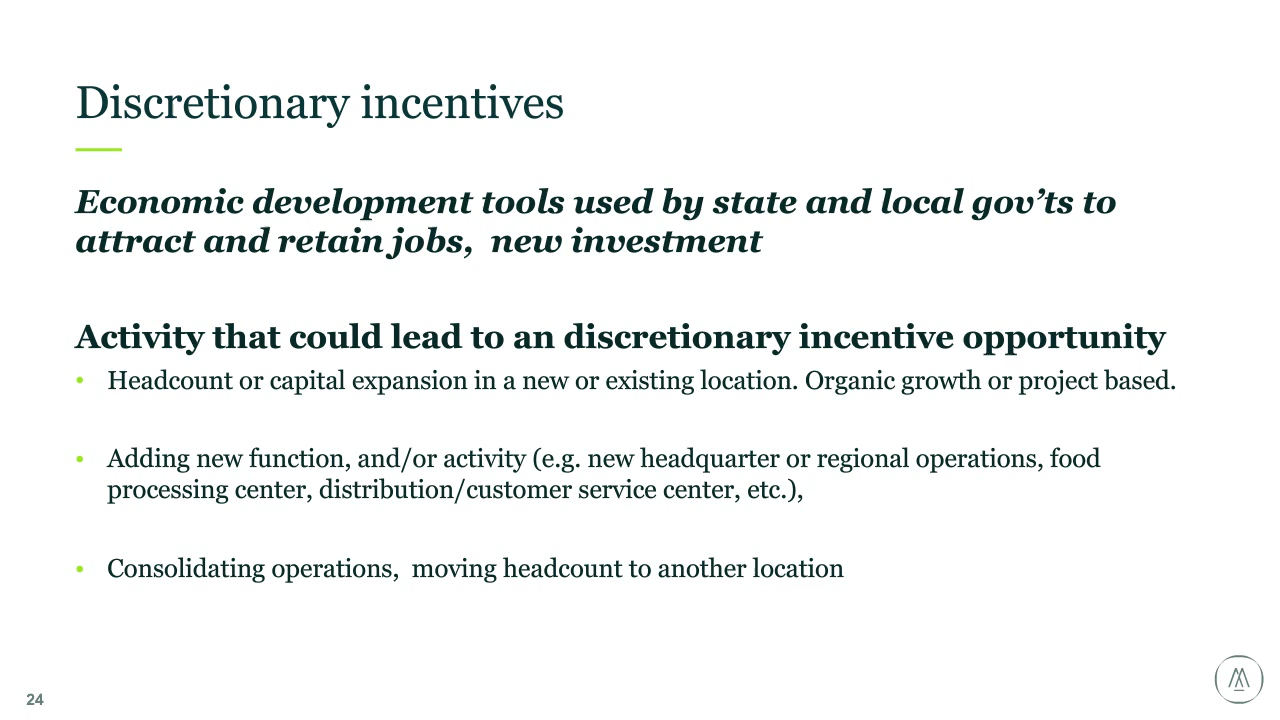 Discretionary incentives
Economic development tools used by state and local gov’ts to
attract and retain jobs,  new investment
Activity that could lead to an discretionary incentive opportunity
• Headcount or capital expansion in a new or existing location. Organic growth or project based.
• Adding new function, and/or activity (e.g. new headquarter or regional operations, food
processing center, distribution/customer service center, etc.),
• Consolidating operations,  moving headcount to another location
24